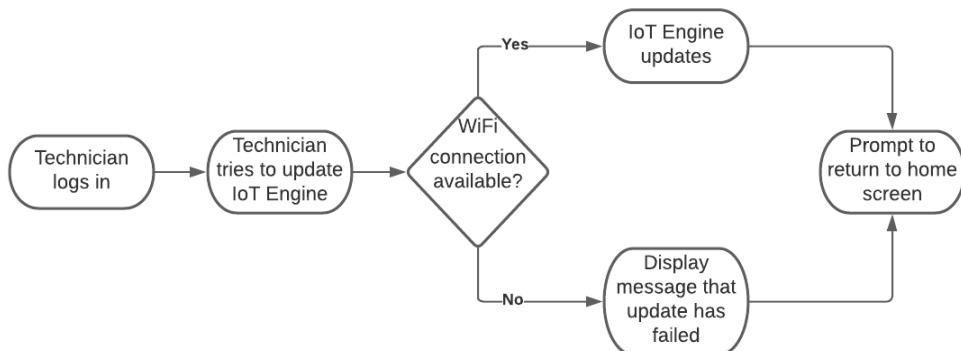 Technician
logs in
Technician
tries to update
IoT Engine
WiFi
connection
available?
Yes
IoT Engine
updates
No
Display
message that
update has
failed
Prompt to
return to home
screen